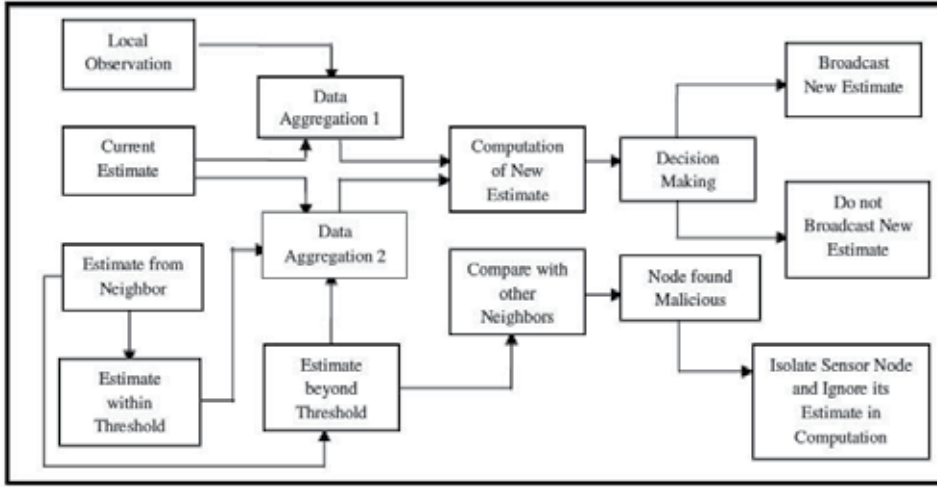 Local
Observation
Data
Aggregation 1
Current
Estimate
Computation
of New
Estimate
Decision
Making
Broadcast
New Estimate
Do not
Broadcast New
Estimate
Data
Aggregation 2
Estimate from
Neighbor
Compare with
other
Neighbors
Node found
Malicious
Estimate
within
Threshold
Estimate
beyond
Threshold
Isolate Sensor Node
and Ignore its
Estimate in
Computation